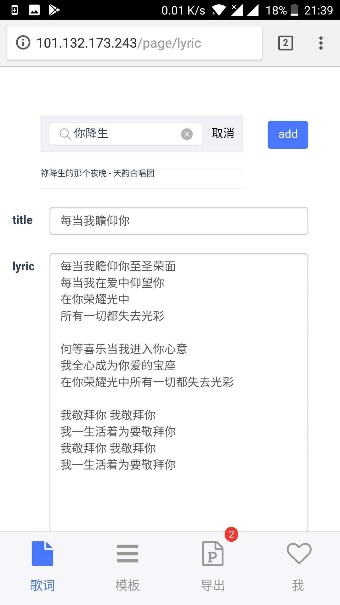 0.01 K/s 18% 21:39
101.132.173.243/page/lyric 2
你降生 取消 add
祢降生的那个夜晚 - 天韵合唱团
title 每当我瞻仰你
lyric
每当我瞻仰你至圣荣面
每当我在爱中仰望你
在你荣耀光中
所有一切都失去光彩
何等喜乐当我进入你心意
我全心成为你爱的宝座
在你荣耀光中所有一切都失去光彩
我敬拜你 我敬拜你
我一生活着为要敬拜你
我敬拜你 我敬拜你
我一生活着为要敬拜你
2
歌词 模板 导出 我